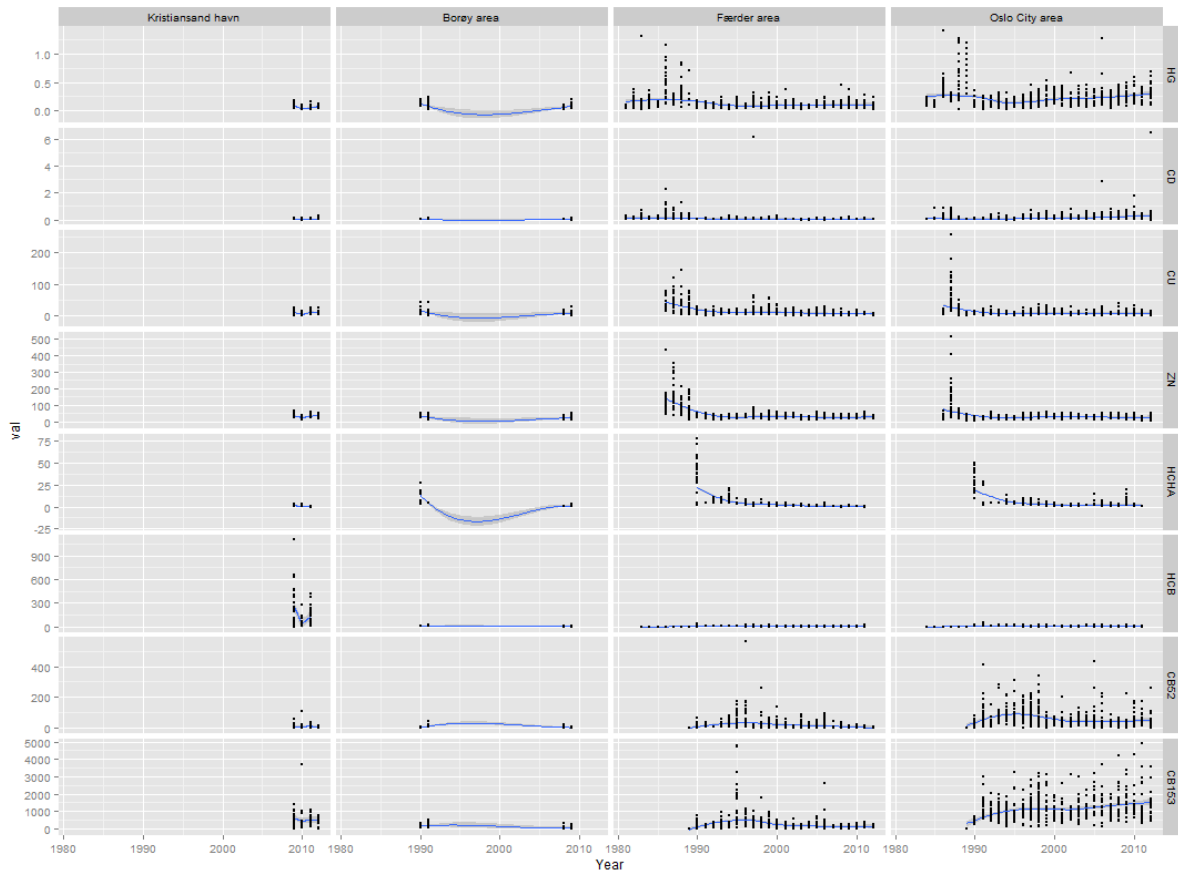 Kristiansand havn Borøy area Færder area Oslo City area
1.0
0.5
0.0
HG
6
4
2
0
CD
200
100
0
CU
500
400
300
200
100
0
ZN
val
75
50
25
0
-25
HCHA
900
600
300
0
HCB
400
200
0
CB52
5000
4000
3000
2000
1000
0
CB153
1980 1990 2000 2010 1980 1990 2000 2010 1980 1990 2000 2010 1980 1990 2000 2010
Year